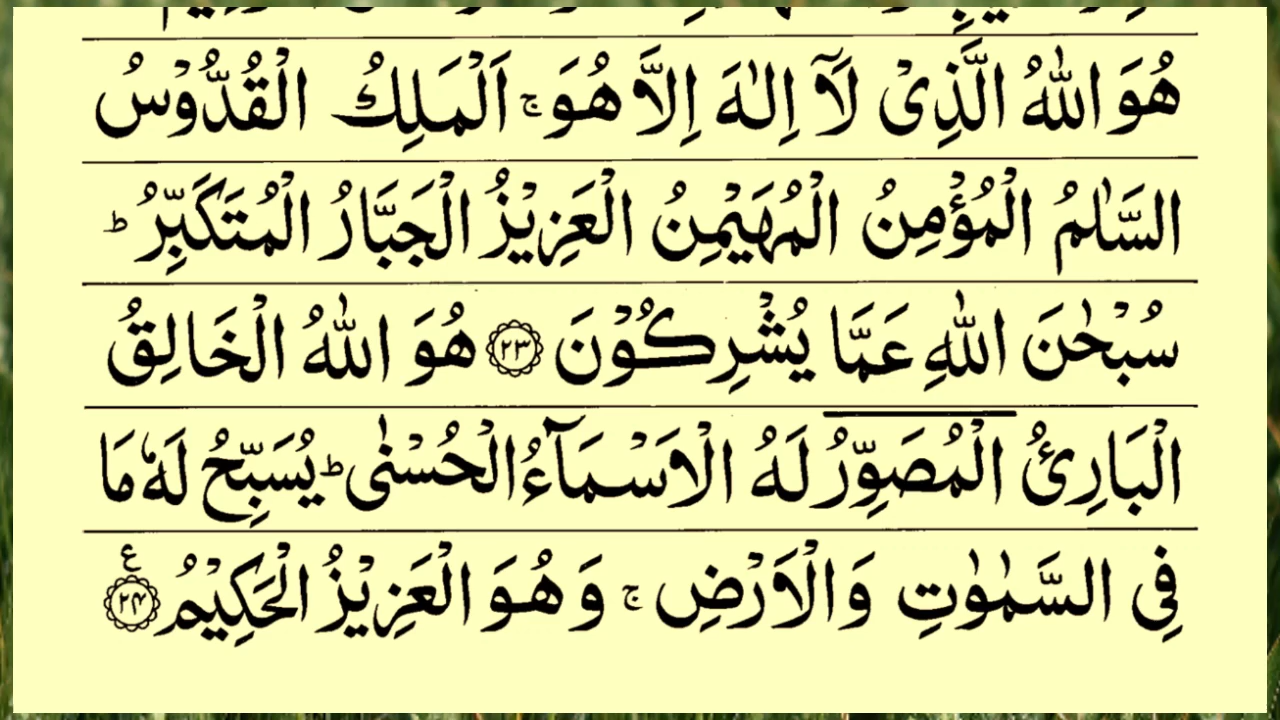 هُوَ اللّٰهُ الَّذِىْ لَآ اِلٰهَ اِلَّا هُوَ ۚ اَلْمَلِكُ الْقُدُّوْسُ
السَّلٰمُ الْمُؤْمِنُ الْمُهَيْمِنُ الْعَزِيْزُ الْجَبَّارُ الْمُتَكَبِّرُ ؕ
سُبْحٰنَ اللّٰهِ عَمَّا يُشْرِكُوْنَ ﴿۲۳﴾ هُوَ اللّٰهُ الْخَالِقُ
الْبَارِئُ الْمُصَوِّرُ لَهُ الْاَسْمَآءُ الْحُسْنٰى ؕ يُسَبِّحُ لَهٗ مَا
فِى السَّمٰوٰتِ وَالْاَرْضِ ۚ وَهُوَ الْعَزِيْزُ الْحَكِيْمُ ﴿۲۴﴾ ع